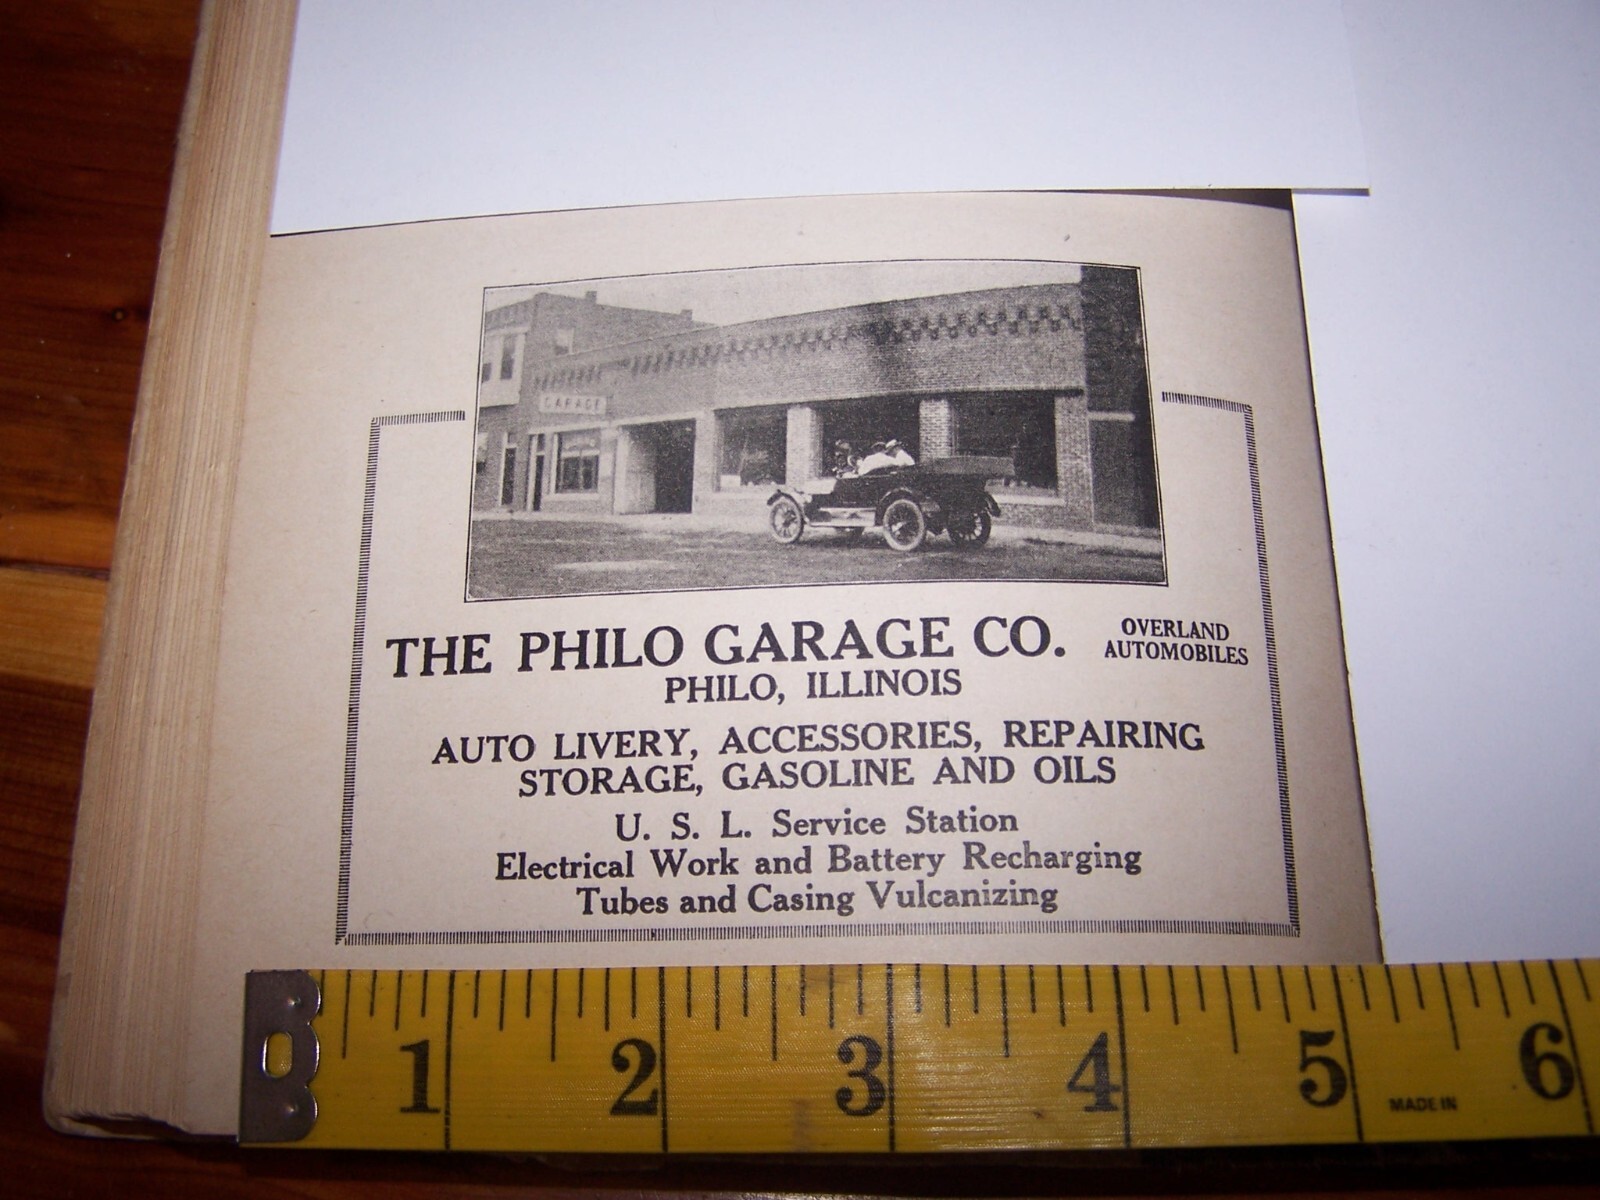 GARAGE
THE PHILO GARAGE CO.
OVERLAND
AUTOMOBILES
PHILO, ILLINOIS
AUTO LIVERY, ACCESSORIES, REPAIRING
STORAGE, GASOLINE AND OILS
U. S. L. Service Station
Electrical Work and Battery Recharging
Tubes and Casing Vulcanizing
1 2 3 4 5 6
MADE IN